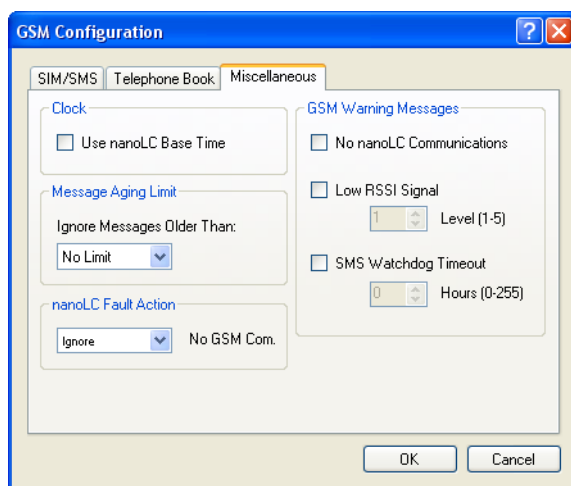 GSM Configuration
SIM/SMS
Telephone Book
Miscellaneous
Clock
Use nanoLC Base Time
Message Aging Limit
Ignore Messages Older Than:
No Limit
nanoLC Fault Action
Ignore
No GSM Com.
GSM Warning Messages
No nanoLC Communications
Low RSSI Signal
1
Level (1-5)
SMS Watchdog Timeout
0
Hours (0-255)
OK
Cancel